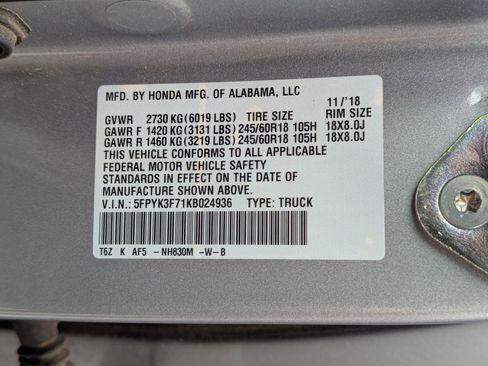 MFD. BY HONDA MFG. OF ALABAMA, LLC
11/'18
GVWR 2730 KG(6019 LBS) TIRE SIZE RIM SIZE
GAWR F 1420 KG(3131 LBS)245/60R18 105H 18X8.0J
GAWR R 1460 KG(3219 LBS)245/60R18 105H 18X8.0J
THIS VEHICLE CONFORMS TO ALL APPLICABLE
FEDERAL MOTOR VEHICLE SAFETY
STANDARDS IN EFFECT ON THE DATE OF
MANUFACTURE SHOWN ABOVE.
V.I.N.: 5FPYK3F71KB024936 TYPE: TRUCK
T6Z K AF5 -NH830M -W-B